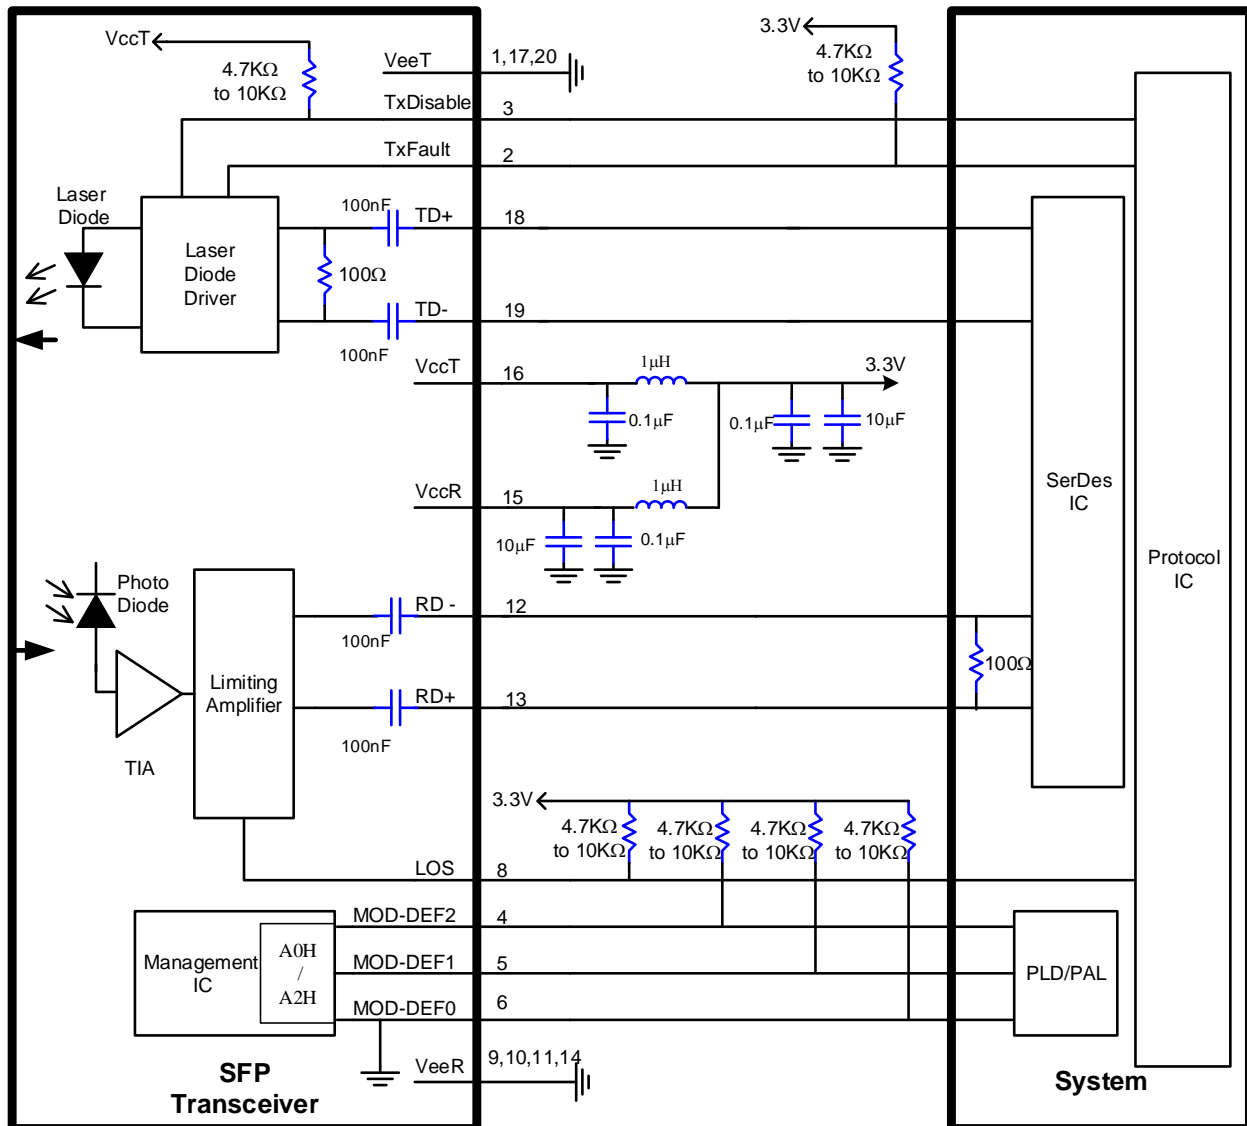 VccT
4.7KΩ
to 10KΩ
VeeT
1,17,20
3.3V
4.7KΩ
to 10KΩ
TxDisable
3
TxFault
2
Laser
Diode
Laser
Diode
Driver
100nF
TD+
18
100Ω
TD-
19
100nF
VccT
16
1μH
3.3V
0.1μF
0.1μF
10μF
VccR
15
1μH
10μF
0.1μF
SerDes
IC
Protocol
IC
Photo
Diode
TIA
Limiting
Amplifier
RD -
12
100nF
100Ω
RD+
13
100nF
3.3V
4.7KΩ
to 10KΩ
4.7KΩ
to 10KΩ
4.7KΩ
to 10KΩ
4.7KΩ
to 10KΩ
LOS
8
Management
IC
A0H
/
A2H
MOD-DEF2
4
MOD-DEF1
5
MOD-DEF0
6
PLD/PAL
VeeR
9,10,11,14
SFP
Transceiver
System